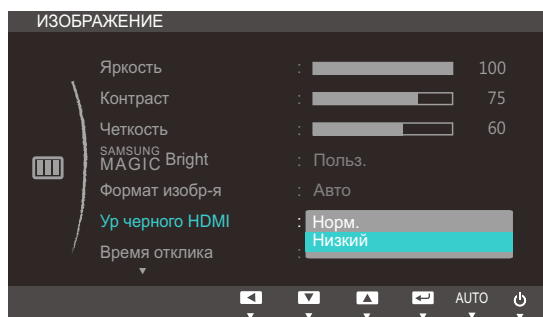 ИЗОБРАЖЕНИЕ
Яркость : 100
Контраст : 75
Четкость : 60
SAMSUNG MAGIC Bright : Польз.
Формат изобр-я : Авто
Ур черного HDMI : Норм.
Низкий
Время отклика :
AUTO